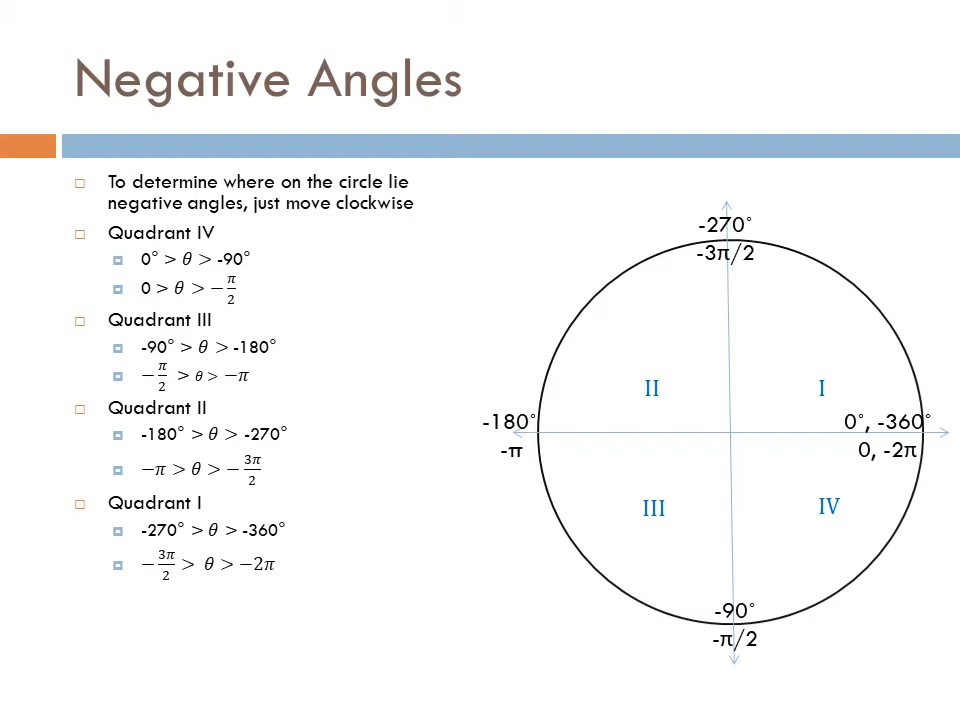 Negative Angles
To determine where on the circle lie
negative angles, just move clockwise
Quadrant IV
0° > θ > -90°
0 > θ > −π/2
Quadrant III
-90° > θ > -180°
−π/2 > θ > −π
Quadrant II
-180° > θ > -270°
−π > θ > −3π/2
Quadrant I
-270° > θ > -360°
−3π/2 > θ > −2π
-270˚
-3π/2
II
I
-180˚
-π
0˚, -360˚
0, -2π
III
IV
-90˚
-π/2